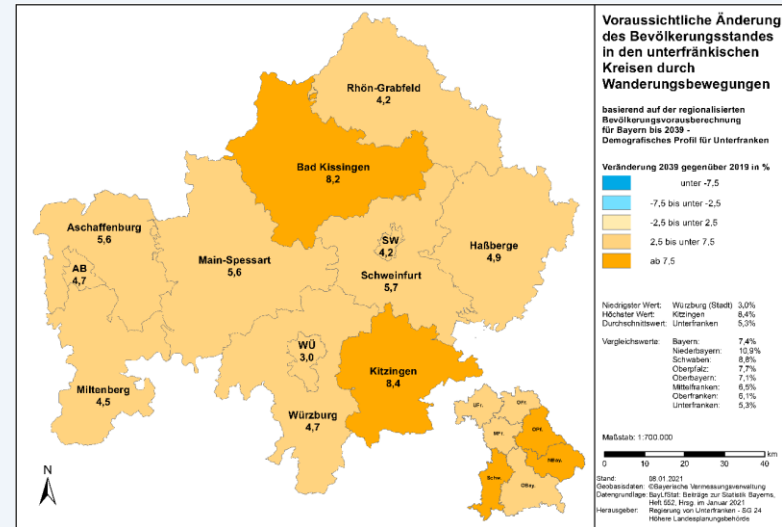 Voraussichtliche Änderung
des Bevölkerungsstandes
in den unterfränkischen
Kreisen durch
Wanderungsbewegungen
basierend auf der regionalisierten
Bevölkerungsvorausberechnung
für Bayern bis 2039 -
Demografisches Profil für Unterfranken
Veränderung 2039 gegenüber 2019 in %
unter -7,5
-7,5 bis unter -2,5
-2,5 bis unter 2,5
2,5 bis unter 7,5
ab 7,5
Niedrigster Wert: Würzburg (Stadt) 3,0%
Höchster Wert: Kitzingen 8,4%
Durchschnittswert: Unterfranken 5,3%
Vergleichswerte: Bayern: 7,4%
Niederbayern: 10,9%
Schwaben: 8,8%
Oberpfalz: 7,7%
Oberbayern: 7,1%
Mittelfranken: 6,5%
Oberfranken: 6,1%
Unterfranken: 5,3%
Maßstab: 1:700.000
0 10 20 30 40 km
Stand: 08.01.2021
Geobasisdaten: ©Bayerische Vermessungsverwaltung
Datengrundlage: BayLfStat: Beiträge zur Statistik Bayerns,
Heft 552, Hrsg. im Januar 2021
Herausgeber: Regierung von Unterfranken - SG 24
Höhere Landesplanungsbehörde
Rhön-Grabfeld
4,2
Bad Kissingen
8,2
Aschaffenburg
5,6
AB
4,7
Main-Spessart
5,6
SW
4,2
Schweinfurt
5,7
Haßberge
4,9
WÜ
3,0
Kitzingen
8,4
Miltenberg
4,5
Würzburg
4,7
UFr.
OFr.
MFr.
OPf.
NBay.
Schw.
OBay.
N